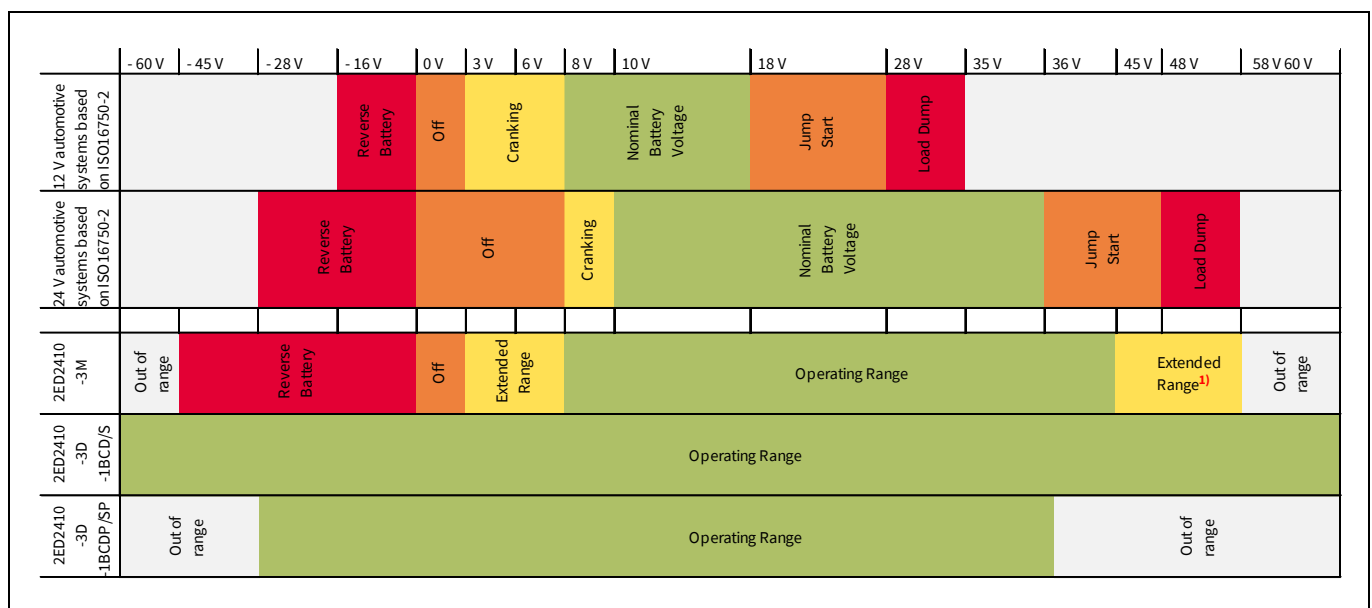 - 60 V - 45 V - 28 V - 16 V 0 V 3 V 6 V 8 V 10 V 18 V 28 V 35 V 36 V 45 V 48 V 58 V 60 V
12 V automotive
systems based
on ISO16750-2
Reverse
Battery
Off
Cranking
Nominal
Battery
Voltage
Jump
Start
Load Dump
24 V automotive
systems based
on ISO16750-2
Reverse
Battery
Off
Cranking
Nominal
Battery
Voltage
Jump
Start
Load Dump
2ED2410
-3M
Out of
range
Reverse
Battery
Off
Extended
Range
Operating Range
Extended
Range1)
Out of
range
2ED2410
-3D
-1BCD/S
Operating Range
2ED2410
-3D
-1BCDP/SP
Out of
range
Operating Range
Out of
range